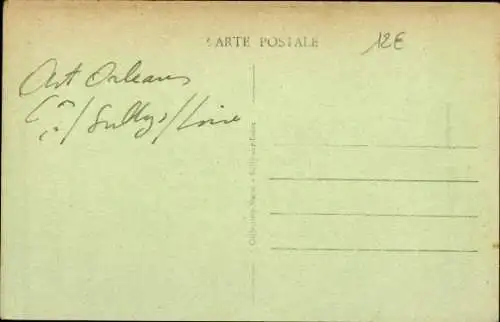 CARTE POSTALE
12€
Art Orleans
(?) / Sully s/ Loire